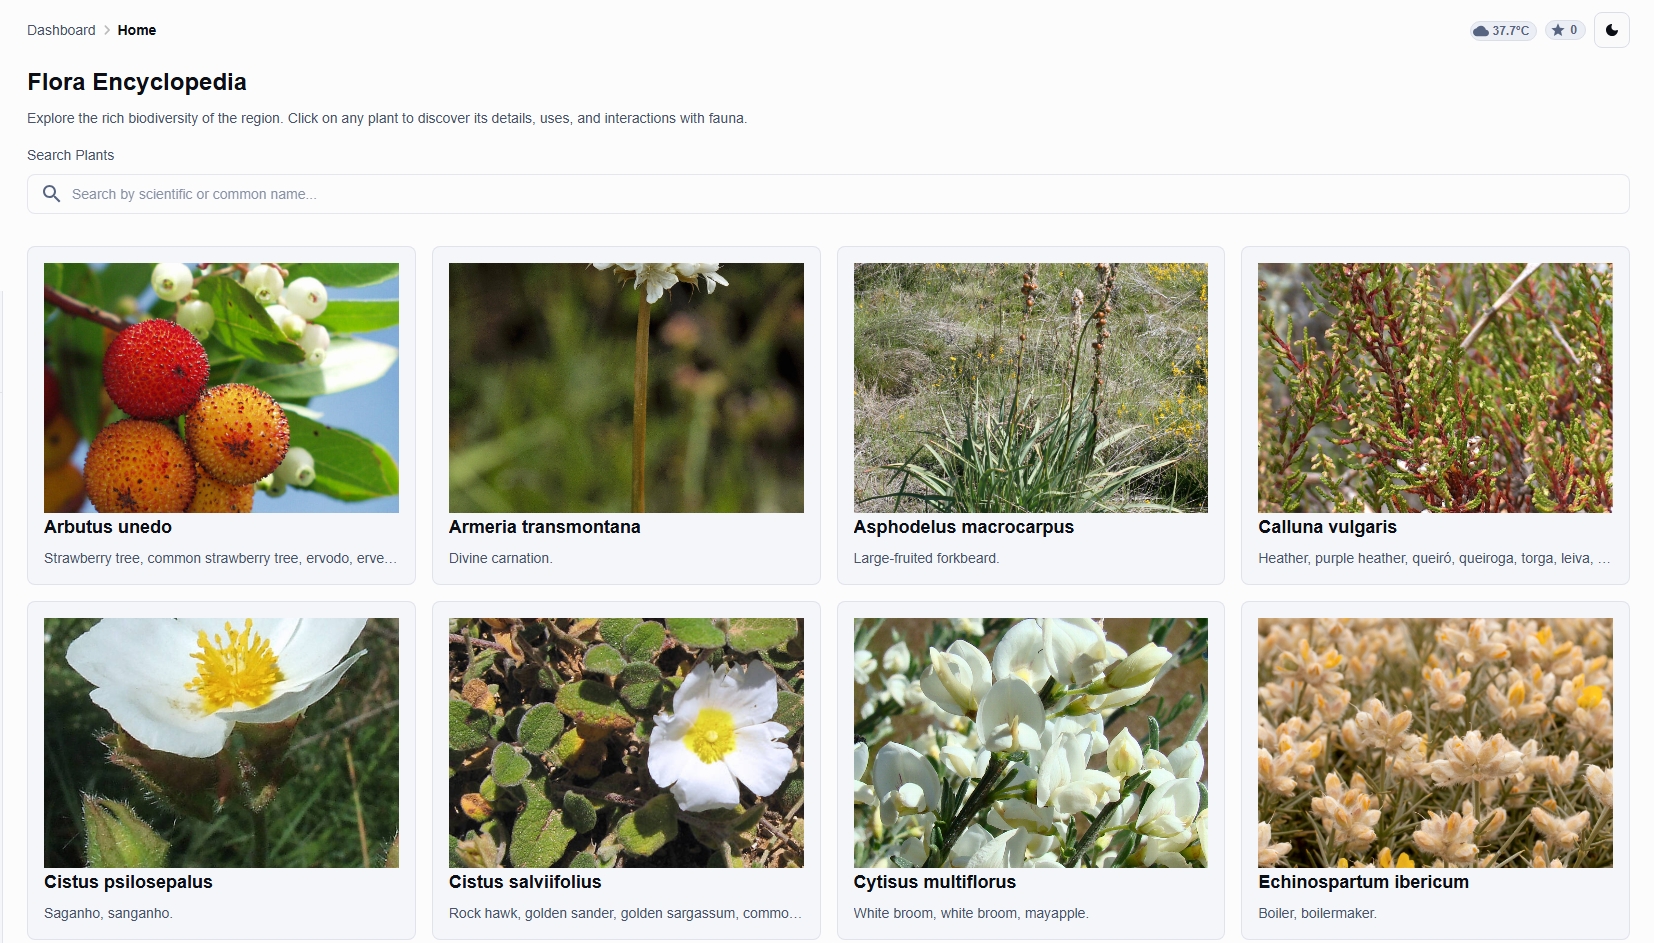 Dashboard > Home
37.7°C
0
Flora Encyclopedia
Explore the rich biodiversity of the region. Click on any plant to discover its details, uses, and interactions with fauna.
Search Plants
Search by scientific or common name...
Arbutus unedo
Strawberry tree, common strawberry tree, ervodo, erve...
Armeria transmontana
Divine carnation.
Asphodelus macrocarpus
Large-fruited forkbeard.
Calluna vulgaris
Heather, purple heather, queiró, queiroga, torga, leiva, ...
Cistus psilosepalus
Saganho, sanganho.
Cistus salviifolius
Rock hawk, golden sander, golden sargassum, commo...
Cytisus multiflorus
White broom, white broom, mayapple.
Echinospartum ibericum
Boiler, boilermaker.